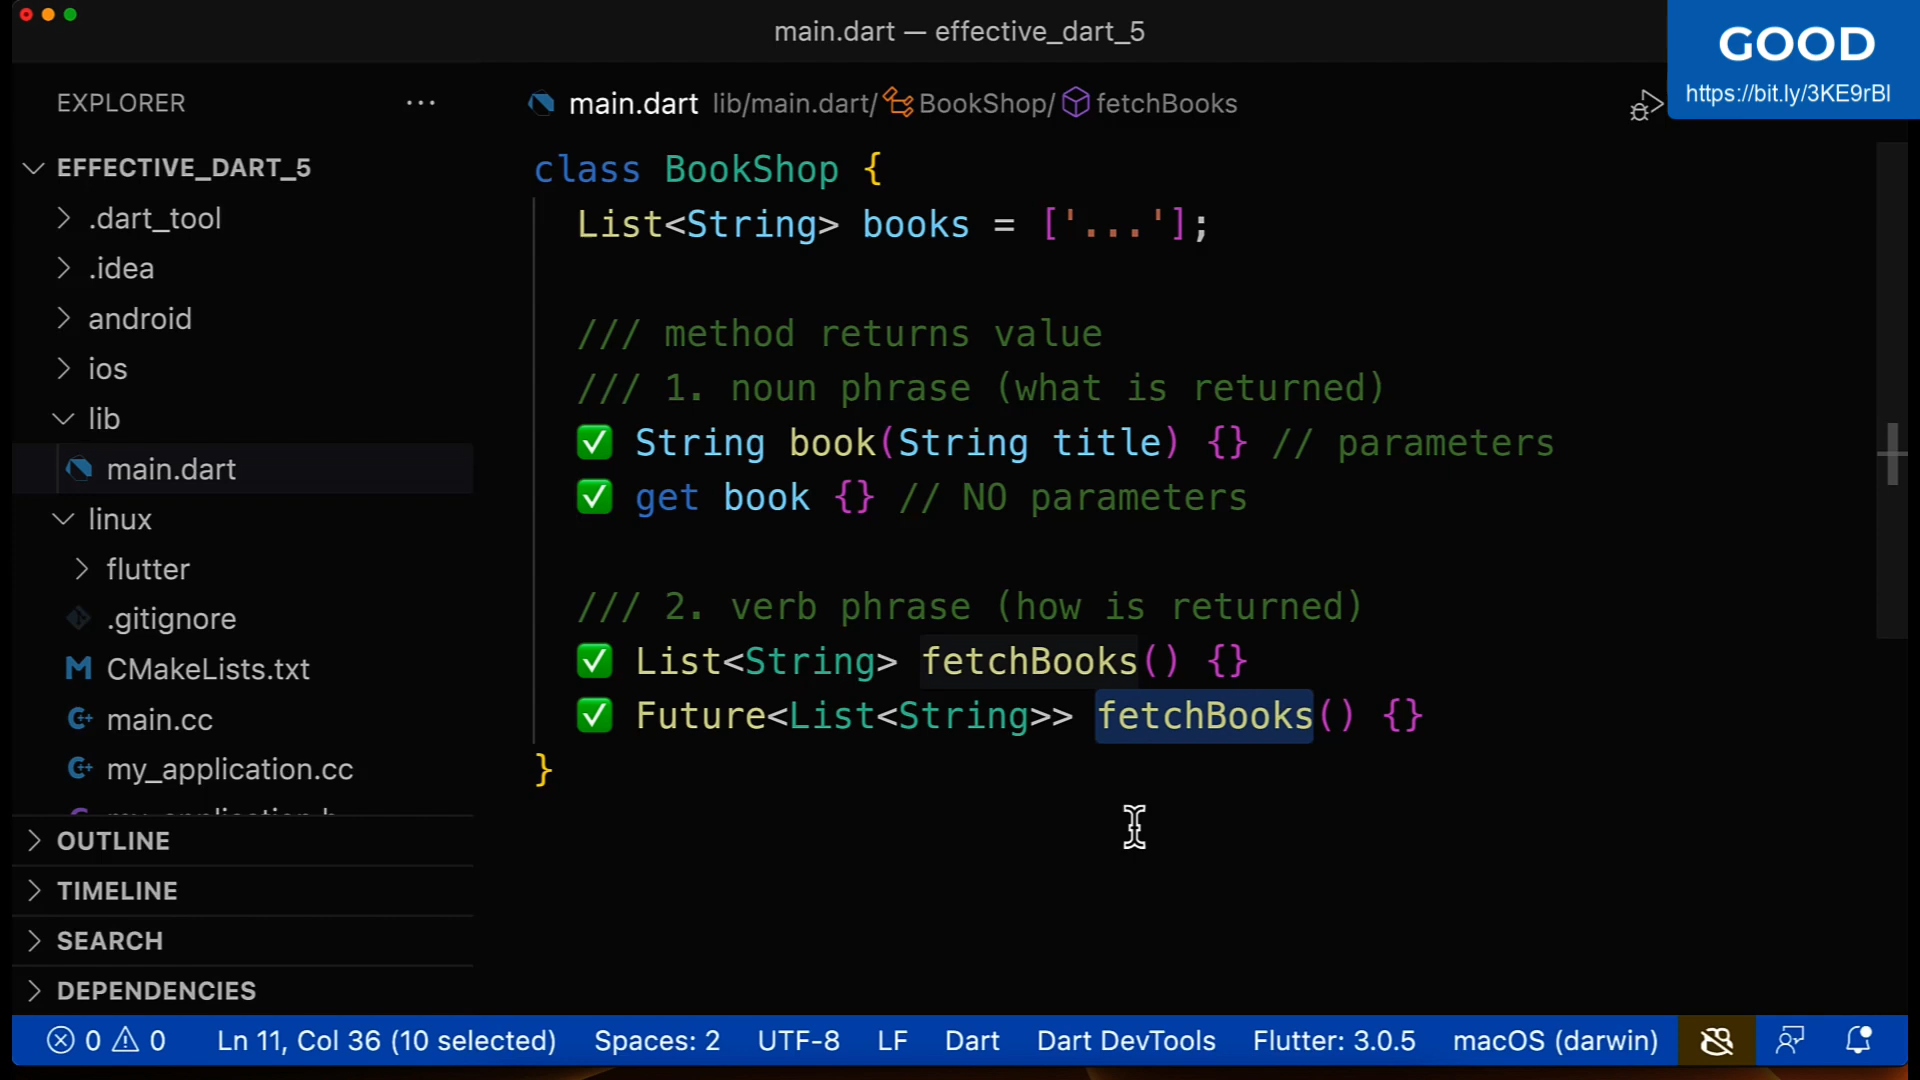 main.dart — effective_dart_5
GOOD
https://bit.ly/3KE9rBl
EXPLORER
main.dart lib/main.dart/ BookShop/ fetchBooks
EFFECTIVE_DART_5
.dart_tool
.idea
android
ios
lib
main.dart
linux
flutter
.gitignore
CMakeLists.txt
main.cc
my_application.cc
my_application.h
OUTLINE
TIMELINE
SEARCH
DEPENDENCIES
class BookShop {
List<String> books = ['...'];
/// method returns value
/// 1. noun phrase (what is returned)
✅ String book(String title) {} // parameters
✅ get book {} // NO parameters
/// 2. verb phrase (how is returned)
✅ List<String> fetchBooks() {}
✅ Future<List<String>> fetchBooks() {}
}
0 0 Ln 11, Col 36 (10 selected) Spaces: 2 UTF-8 LF Dart Dart DevTools Flutter: 3.0.5 macOS (darwin)